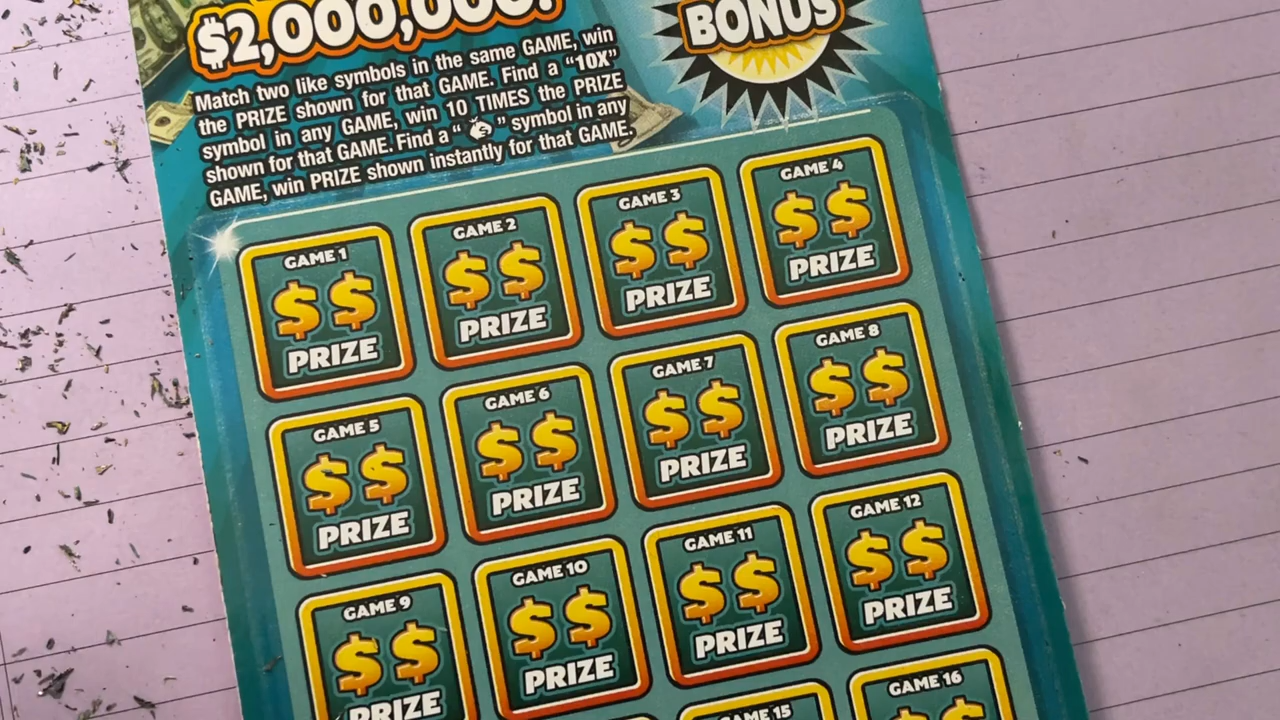 $2,000,000!
BONUS
Match two like symbols in the same GAME, win
the PRIZE shown for that GAME. Find a "10X"
symbol in any GAME, win 10 TIMES the PRIZE
shown for that GAME. Find a " " symbol in any
GAME, win PRIZE shown instantly for that GAME.
GAME 1
$ $
PRIZE
GAME 2
$ $
PRIZE
GAME 3
$ $
PRIZE
GAME 4
$ $
PRIZE
GAME 5
$ $
PRIZE
GAME 6
$ $
PRIZE
GAME 7
$ $
PRIZE
GAME 8
$ $
PRIZE
GAME 9
$ $
PRIZE
GAME 10
$ $
PRIZE
GAME 11
$ $
PRIZE
GAME 12
$ $
PRIZE
GAME 15
GAME 16
$ $